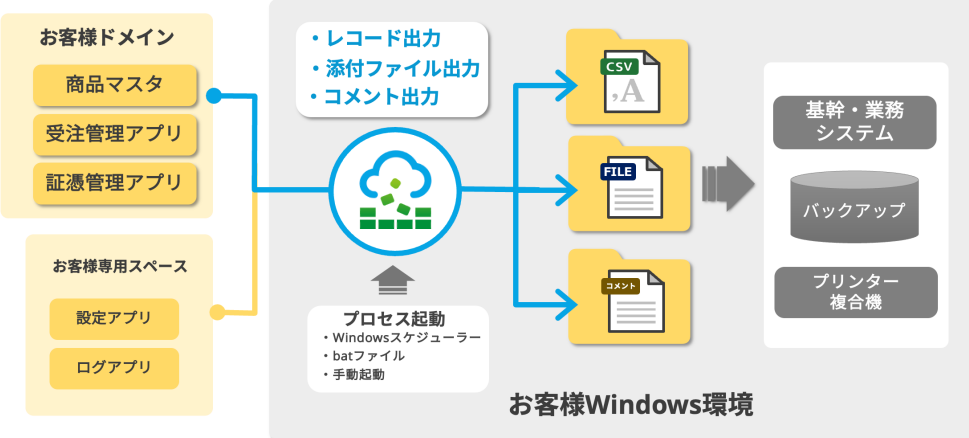 お客様ドメイン
商品マスタ
受注管理アプリ
証憑管理アプリ
お客様専用スペース
設定アプリ
ログアプリ
・レコード出力
・添付ファイル出力
・コメント出力
プロセス起動
・Windowsスケジューラー
・batファイル
・手動起動
CSV
,A
FILE
コメント
基幹・業務
システム
バックアップ
プリンター
複合機
お客様Windows環境